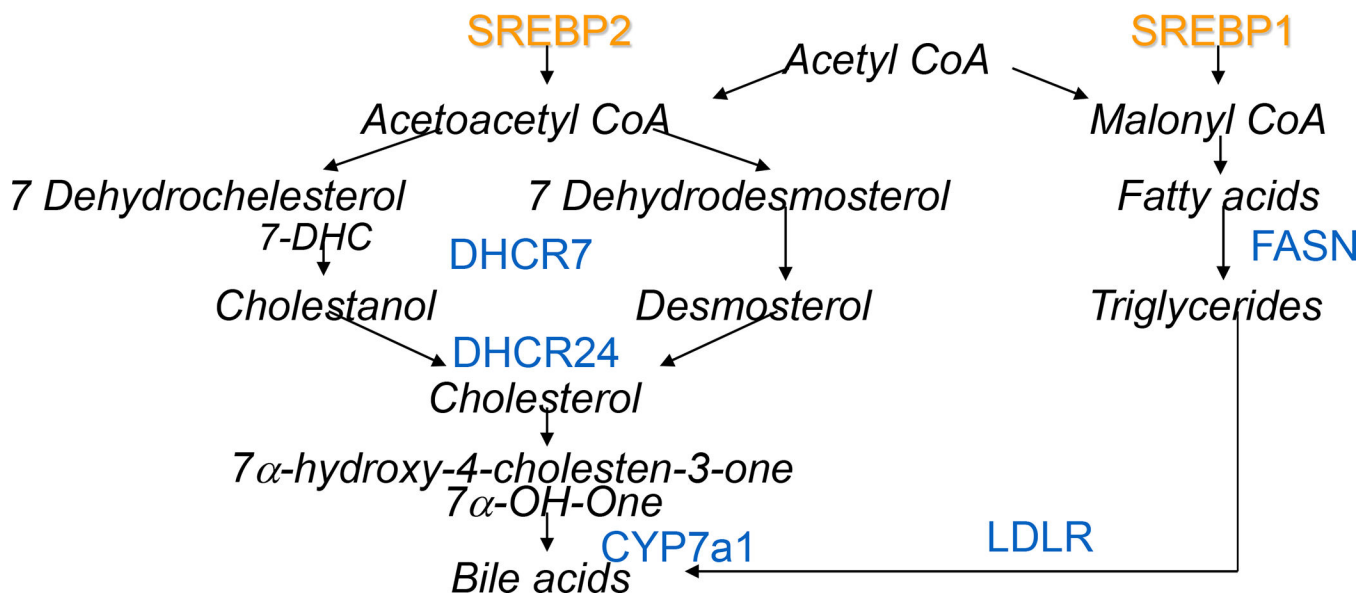 SREBP2
SREBP1
Acetyl CoA
Acetoacetyl CoA
Malonyl CoA
7 Dehydrochelesterol
7 Dehydrodesmosterol
Fatty acids
7-DHC
DHCR7
FASN
Cholestanol
Desmosterol
Triglycerides
DHCR24
Cholesterol
7α-hydroxy-4-cholesten-3-one
7α-OH-One
CYP7a1
LDLR
Bile acids